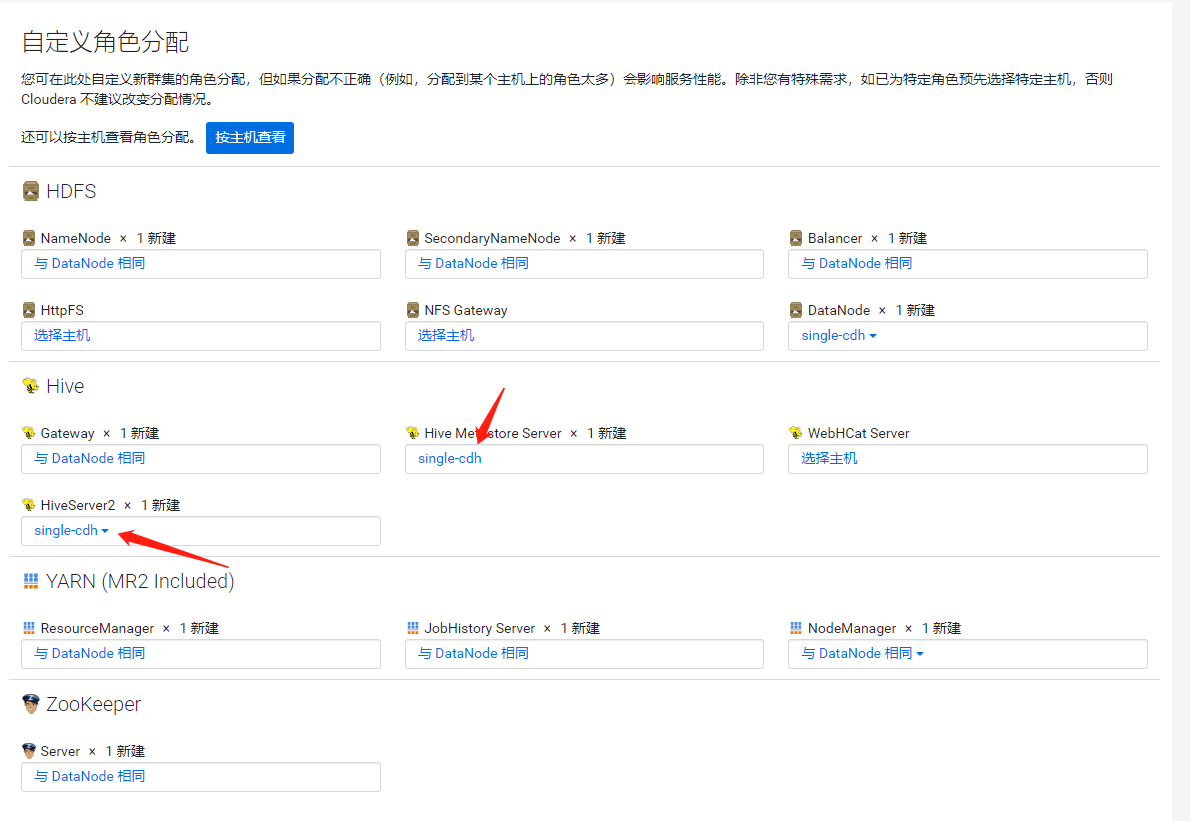 自定义角色分配
您可在此处自定义新群集的角色分配，但如果分配不正确（例如，分配到某个主机上的角色太多）会影响服务性能。除非您有特殊需求，如已为特定角色预先选择特定主机，否则
Cloudera 不建议改变分配情况。
还可以按主机查看角色分配。 按主机查看
HDFS
NameNode × 1 新建 SecondaryNameNode × 1 新建 Balancer × 1 新建
与 DataNode 相同 与 DataNode 相同 与 DataNode 相同
HttpFS NFS Gateway DataNode × 1 新建
选择主机 选择主机 single-cdh
Hive
Gateway × 1 新建 Hive Metastore Server × 1 新建 WebHCat Server
与 DataNode 相同 single-cdh 选择主机
HiveServer2 × 1 新建
single-cdh
YARN (MR2 Included)
ResourceManager × 1 新建 JobHistory Server × 1 新建 NodeManager × 1 新建
与 DataNode 相同 与 DataNode 相同 与 DataNode 相同
ZooKeeper
Server × 1 新建
与 DataNode 相同